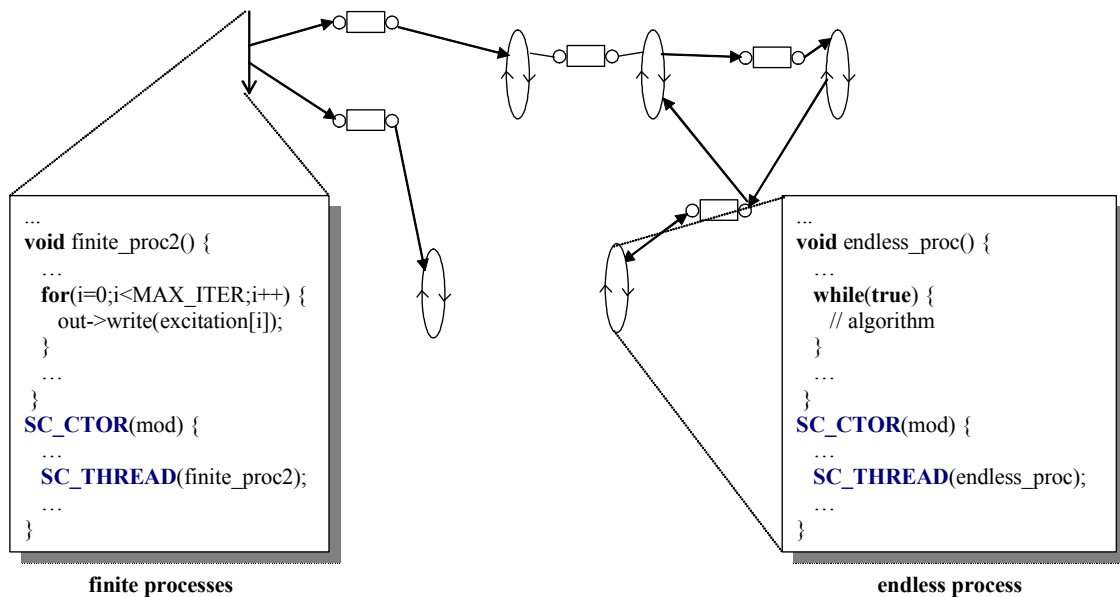 ...
void finite_proc2() {
…
for(i=0;i<MAX_ITER;i++) {
out->write(excitation[i]);
}
…
}
SC_CTOR(mod) {
…
SC_THREAD(finite_proc2);
…
}
finite processes
...
void endless_proc() {
…
while(true) {
// algorithm
}
…
}
SC_CTOR(mod) {
…
SC_THREAD(endless_proc);
…
}
endless process